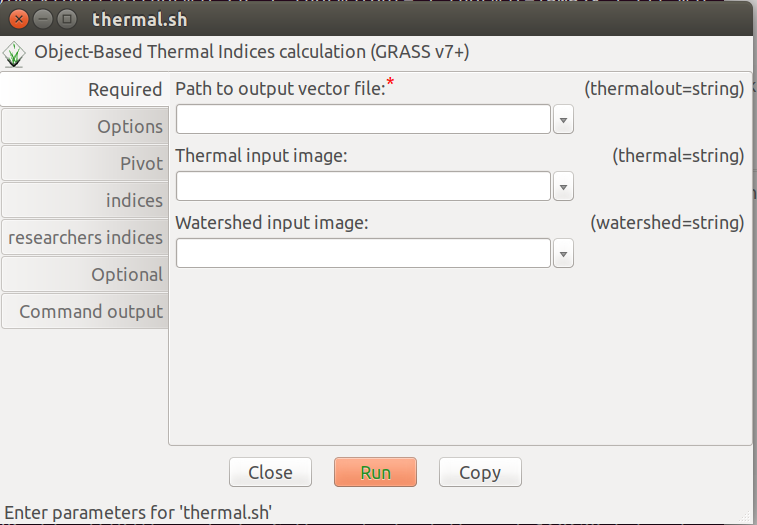 thermal.sh
Object-Based Thermal Indices calculation (GRASS v7+)
Required
Path to output vector file:* (thermalout=string)
Options
Pivot
Thermal input image: (thermal=string)
indices
Watershed input image: (watershed=string)
researchers indices
Optional
Command output
Close Run Copy
Enter parameters for 'thermal.sh'